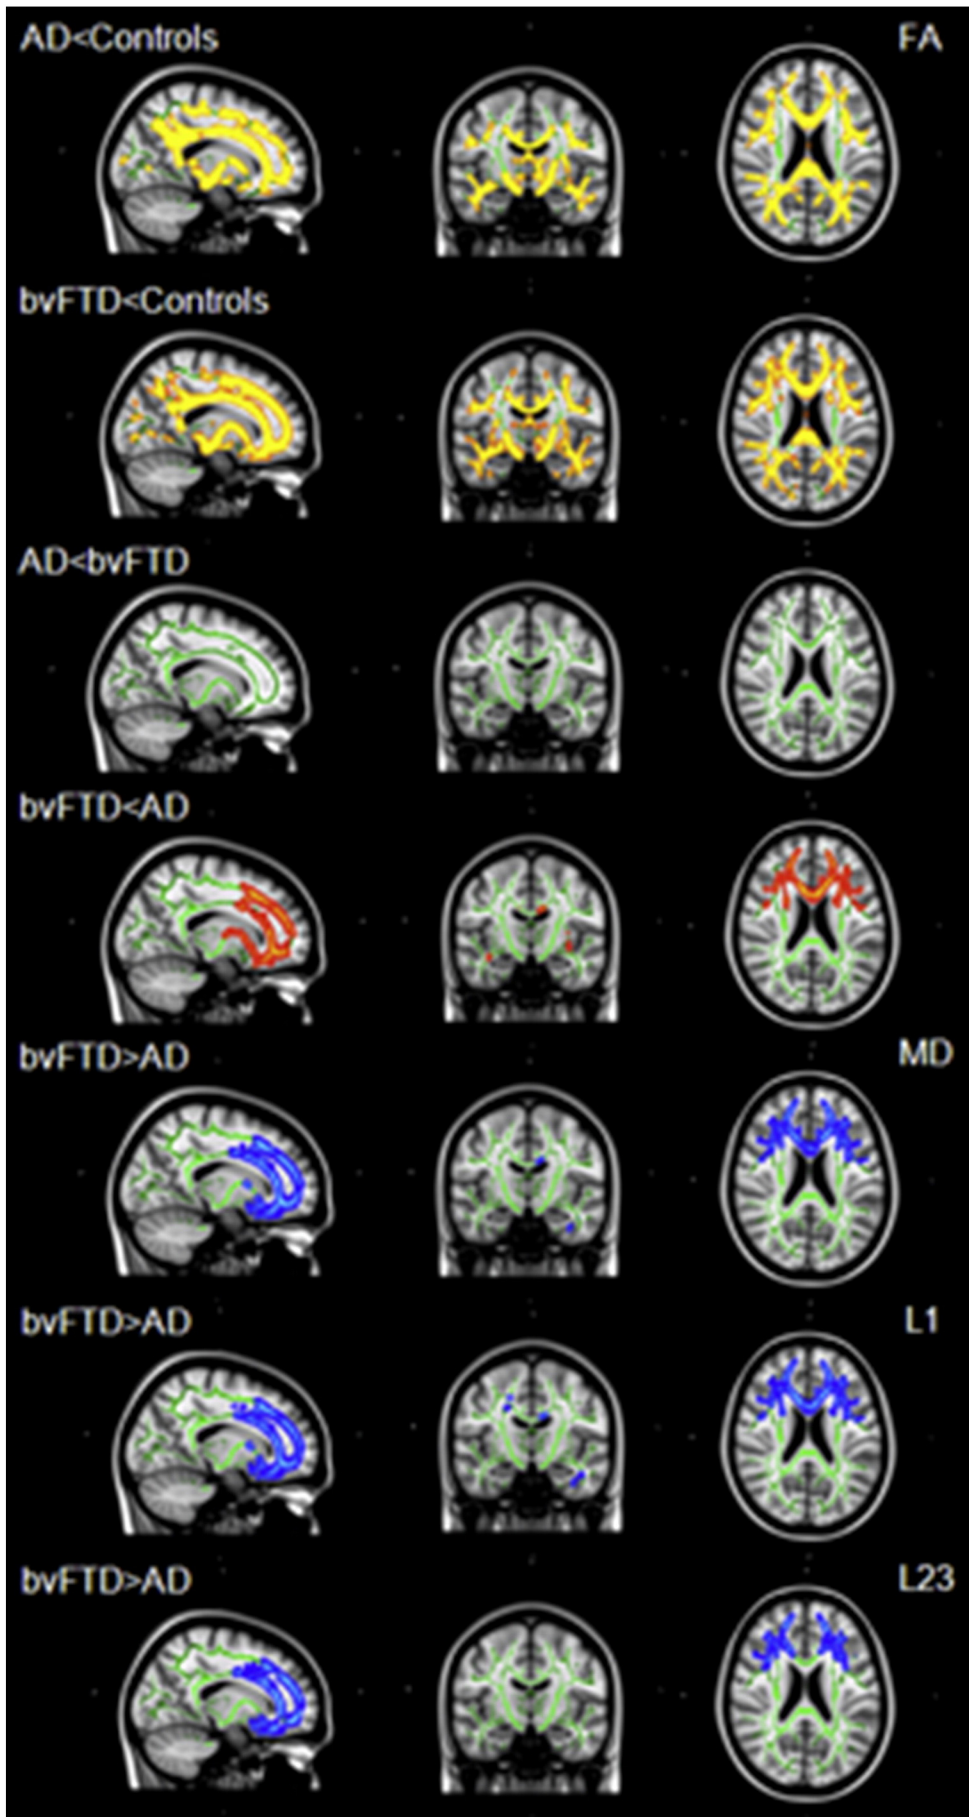 AD<Controls FA
bvFTD<Controls
AD<bvFTD
bvFTD<AD
bvFTD>AD MD
bvFTD>AD L1
bvFTD>AD L23